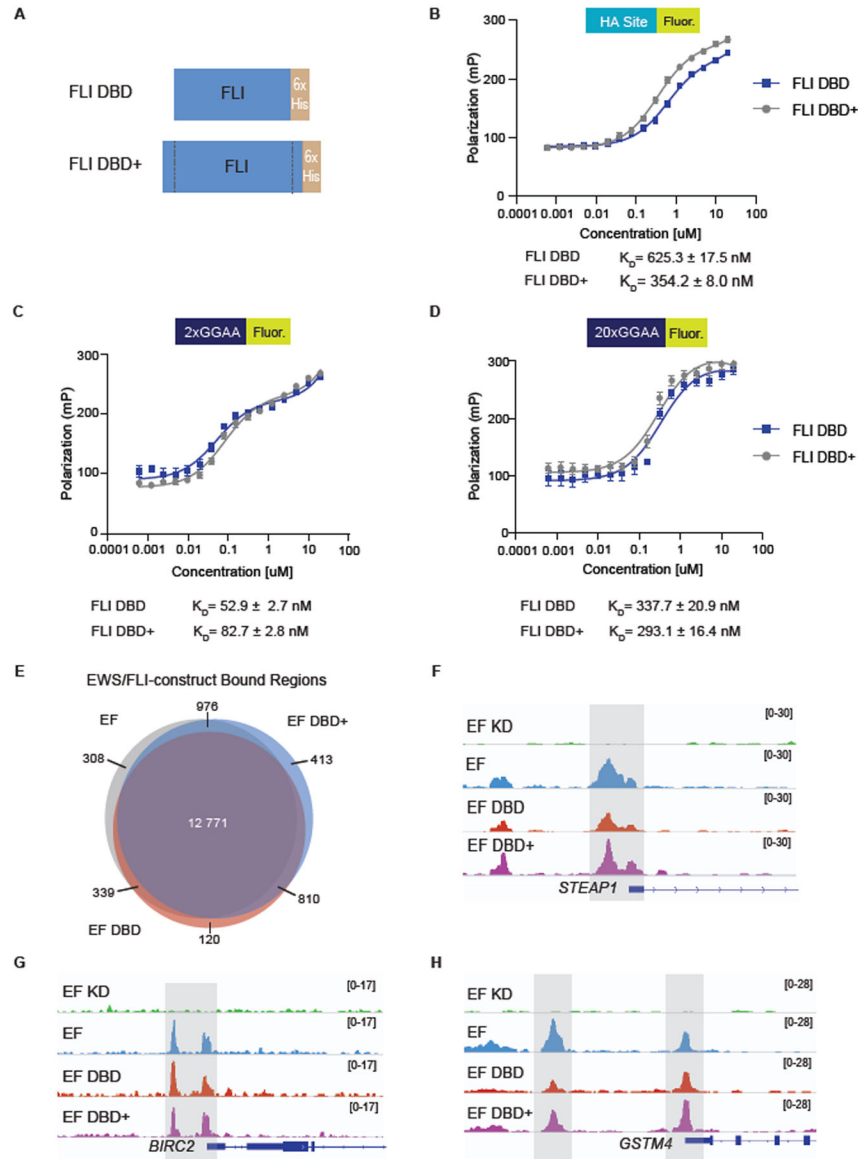 A
FLI DBD
FLI
6x
His
FLI DBD+
FLI
6x
His
B
HA Site
Fluor.
Polarization (mP)
300
200
100
0
0.0001 0.001 0.01 0.1 1 10 100
Concentration [uM]
FLI DBD
FLI DBD+
FLI DBD K_D= 625.3 ± 17.5 nM
FLI DBD+ K_D= 354.2 ± 8.0 nM
C
2xGGAA
Fluor.
Polarization (mP)
300
200
100
0
0.0001 0.001 0.01 0.1 1 10 100
Concentration [uM]
FLI DBD K_D= 52.9 ± 2.7 nM
FLI DBD+ K_D= 82.7 ± 2.8 nM
D
20xGGAA
Fluor.
Polarization (mP)
300
200
100
0
0.0001 0.001 0.01 0.1 1 10 100
Concentration [uM]
FLI DBD
FLI DBD+
FLI DBD K_D= 337.7 ± 20.9 nM
FLI DBD+ K_D= 293.1 ± 16.4 nM
E
EWS/FLI-construct Bound Regions
976
EF
EF DBD+
308
413
12 771
339
810
EF DBD
120
F
EF KD [0-30]
EF [0-30]
EF DBD [0-30]
EF DBD+ [0-30]
STEAP1
G
EF KD [0-17]
EF [0-17]
EF DBD [0-17]
EF DBD+ [0-17]
BIRC2
H
EF KD [0-28]
EF [0-28]
EF DBD [0-28]
EF DBD+ [0-28]
GSTM4